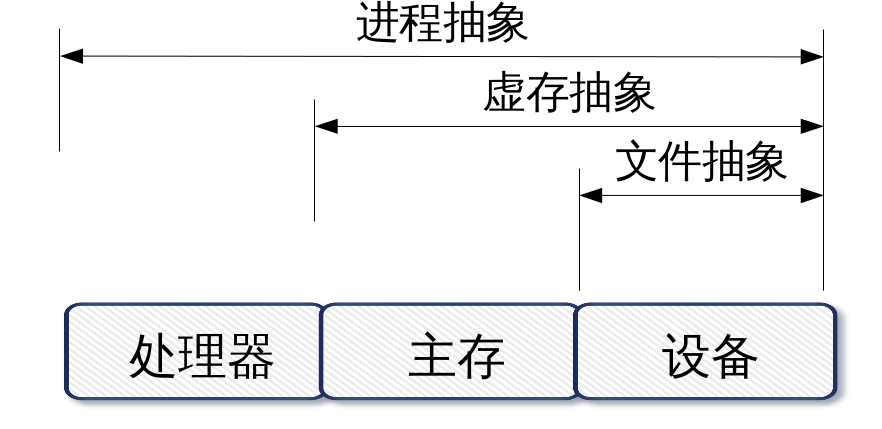 进程抽象
虚存抽象
文件抽象
处理器 主存 设备